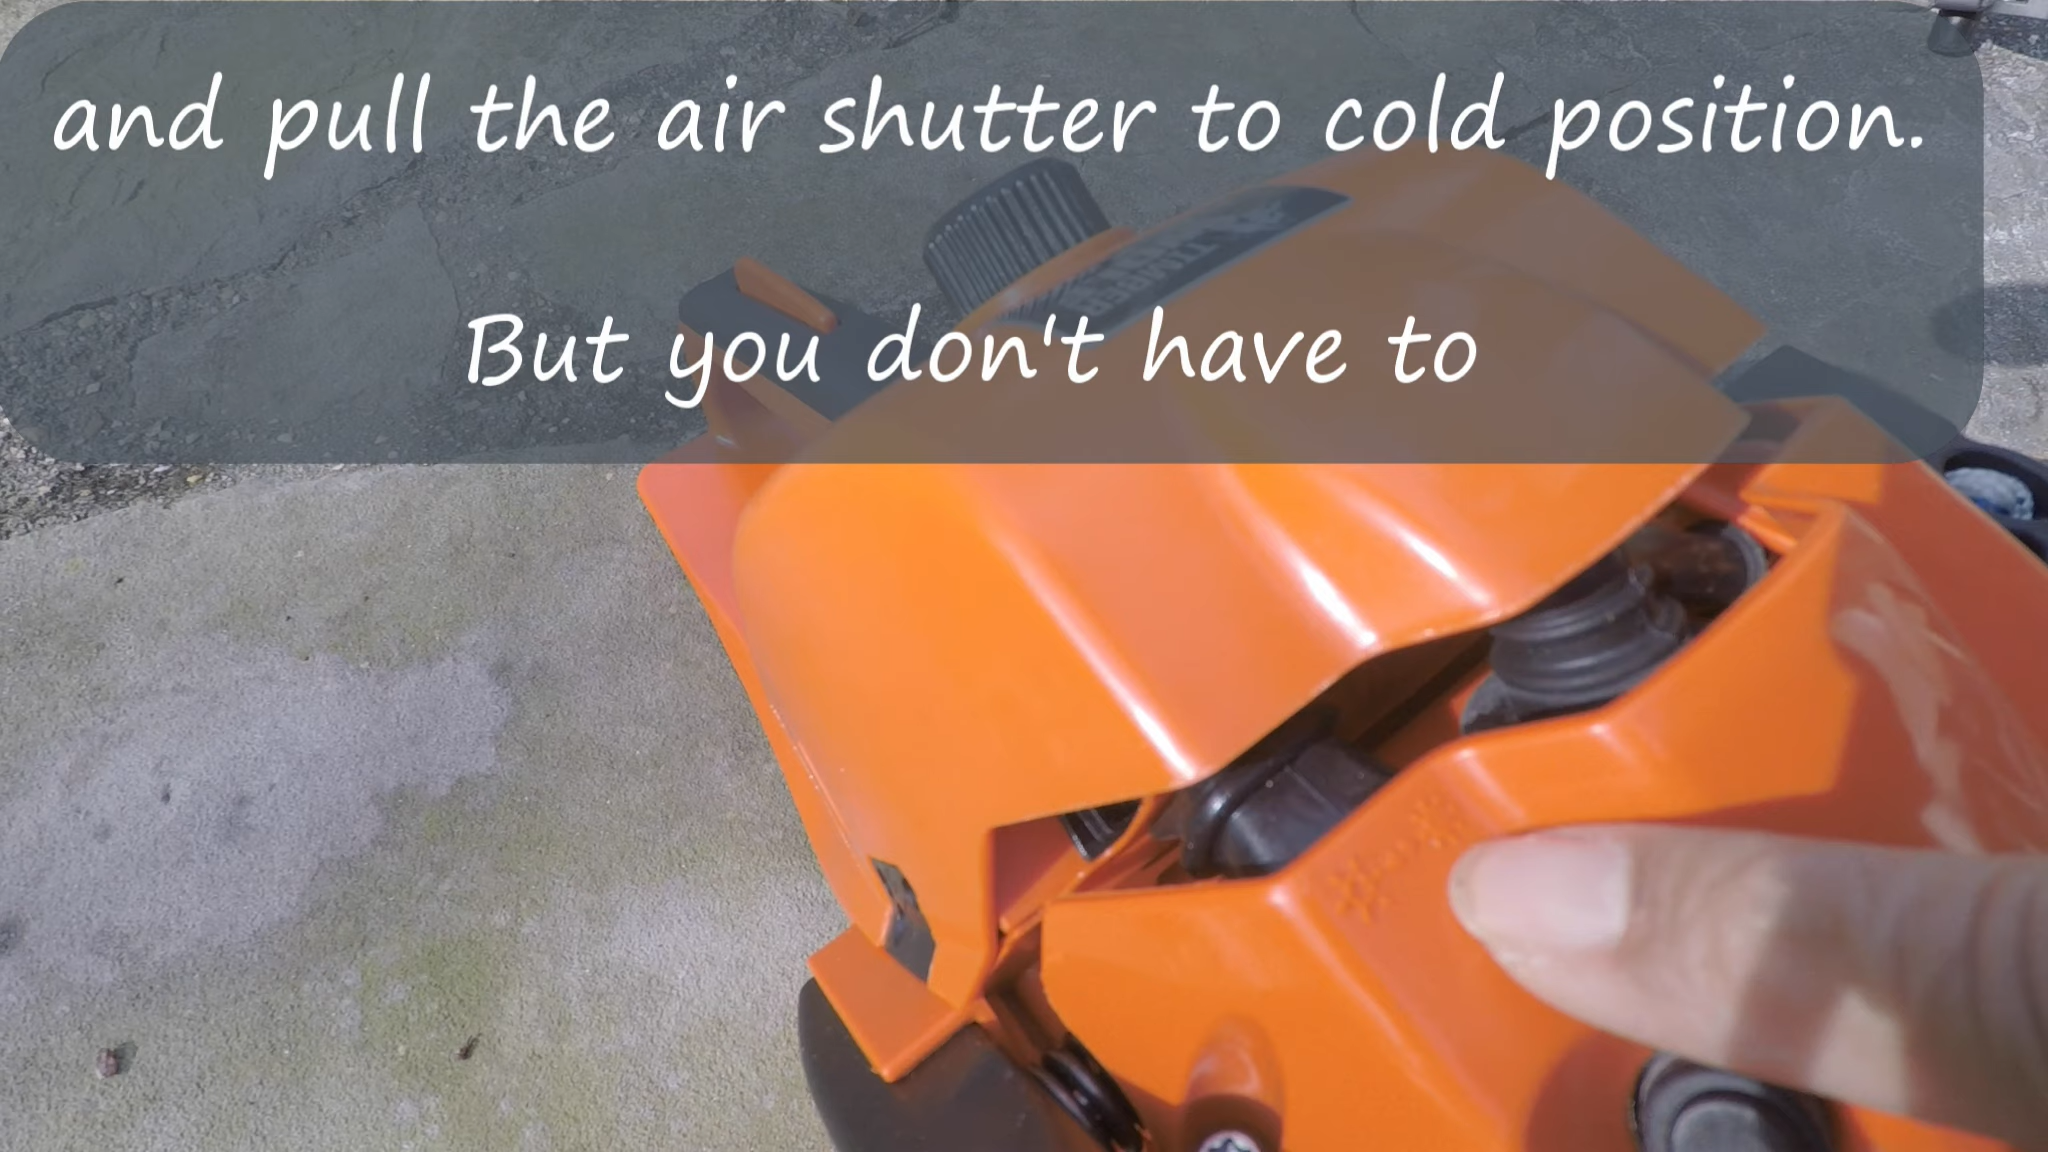 and pull the air shutter to cold position.
But you don't have to